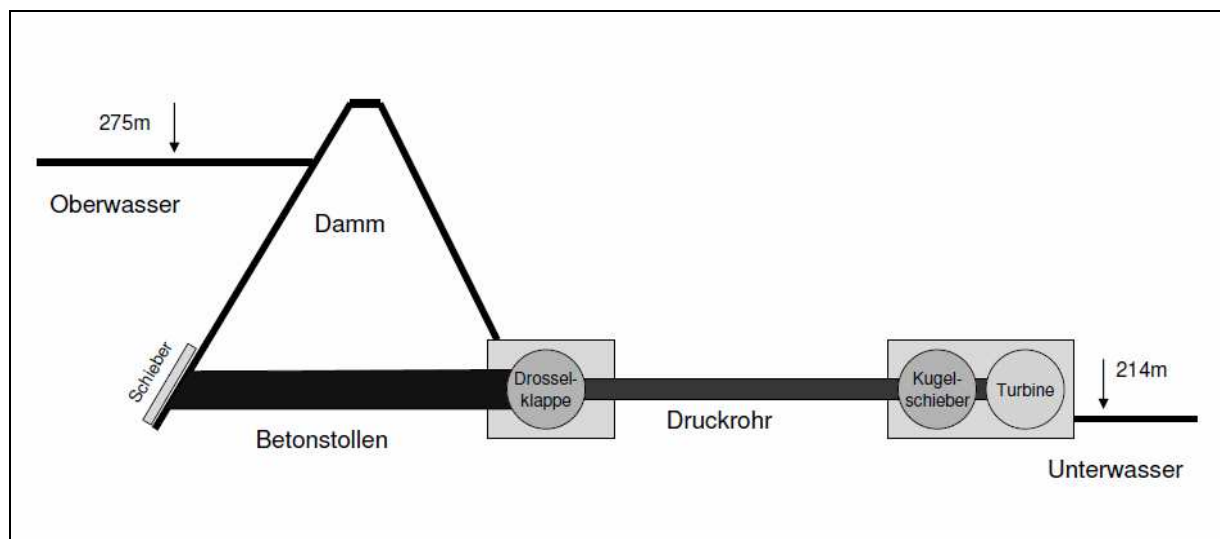 275m
Oberwasser
Damm
Schieber
Drossel-
klappe
Kugel-
schieber
Turbine
214m
Betonstollen
Druckrohr
Unterwasser